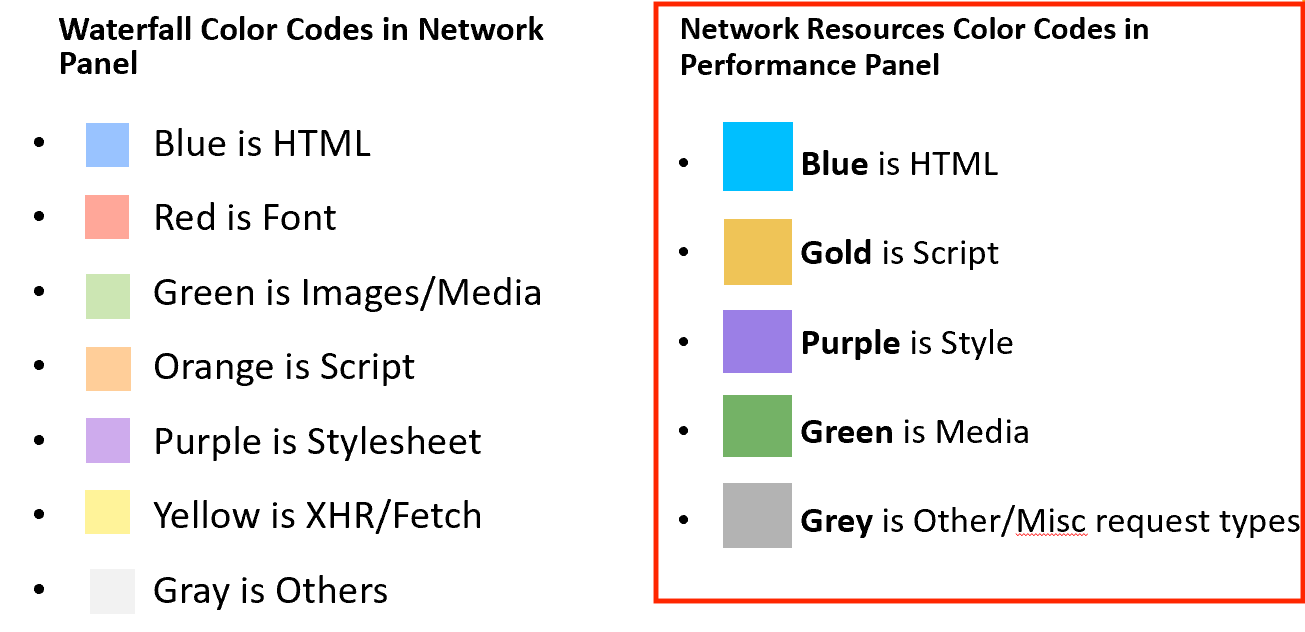 Waterfall Color Codes in Network
Panel
• Blue is HTML
• Red is Font
• Green is Images/Media
• Orange is Script
• Purple is Stylesheet
• Yellow is XHR/Fetch
• Gray is Others
Network Resources Color Codes in
Performance Panel
• Blue is HTML
• Gold is Script
• Purple is Style
• Green is Media
• Grey is Other/Misc request types